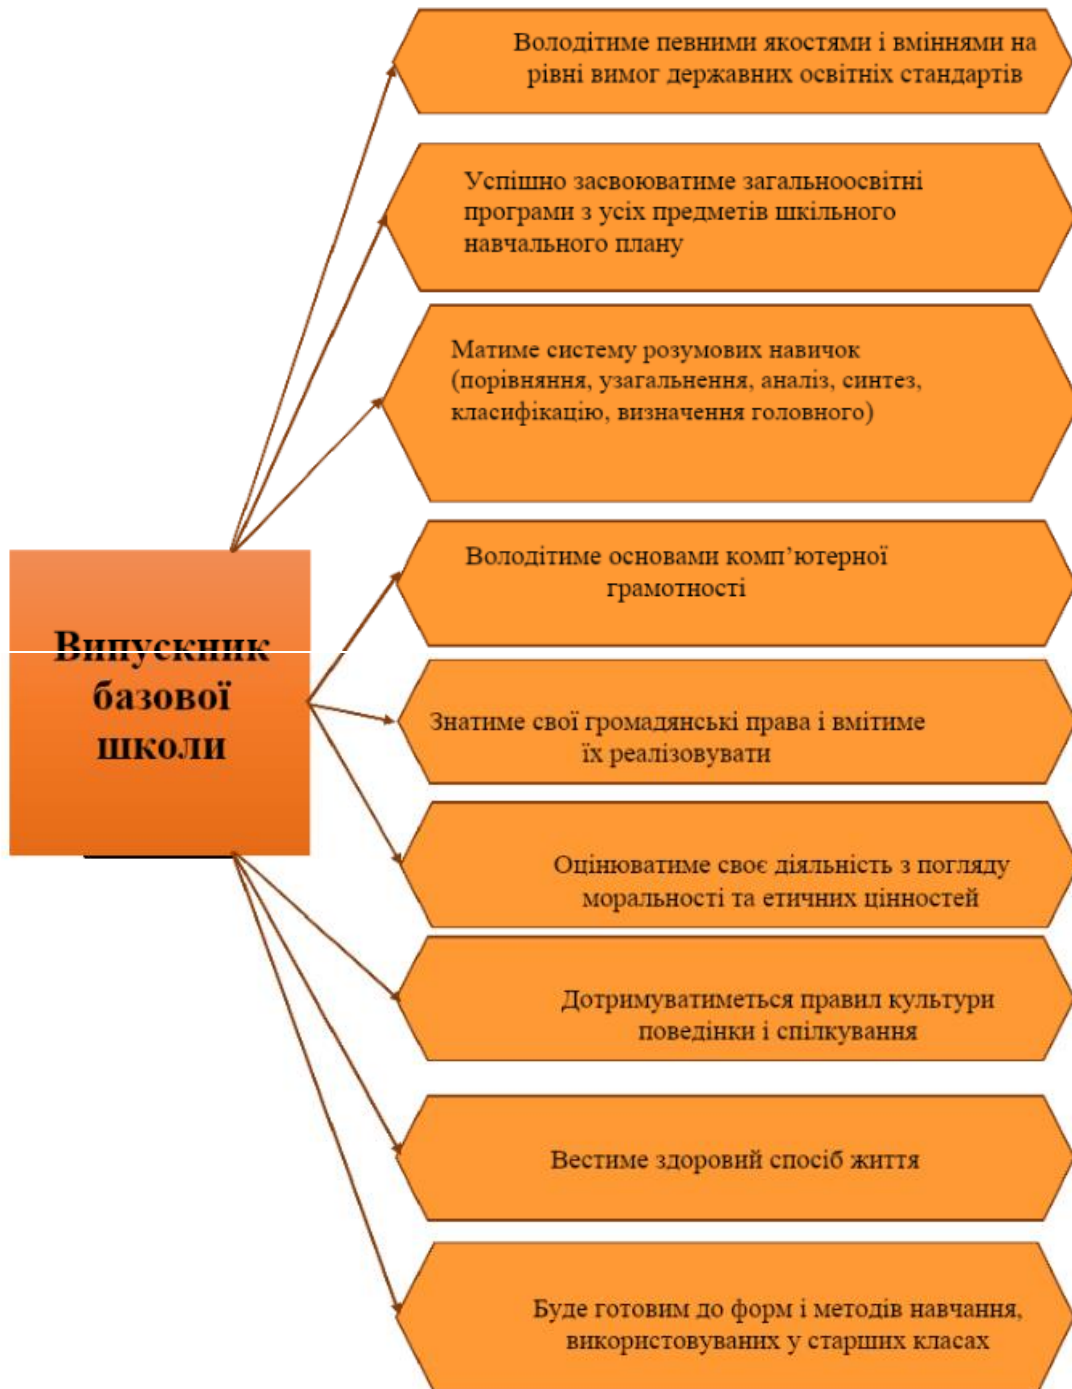 Володітиме певними якостями і вміннями на
рівні вимог державних освітніх стандартів
Успішно засвоюватиме загальноосвітні
програми з усіх предметів шкільного
навчального плану
Матиме систему розумових навичок
(порівняння, узагальнення, аналіз, синтез,
класифікацію, визначення головного)
Володітиме основами комп’ютерної
грамотності
Випускник
базової
школи
Знатиме свої громадянські права і вмітиме
їх реалізовувати
Оцінюватиме своє діяльність з погляду
моральності та етичних цінностей
Дотримуватиметься правил культури
поведінки і спілкування
Вестиме здоровий спосіб життя
Буде готовим до форм і методів навчання,
використовуваних у старших класах